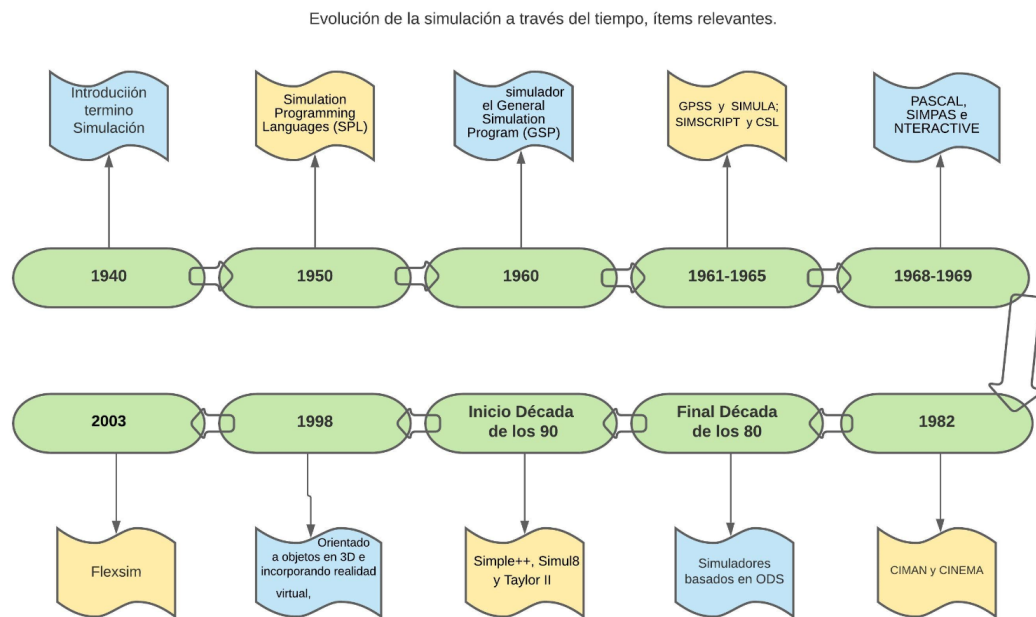 Evolución de la simulación a través del tiempo, ítems relevantes.
Introduciión
termino
Simulación
Simulation
Programming
Languages (SPL)
simulador
el General
Simulation
Program (GSP)
GPSS y SIMULA;
SIMSCRIPT y CSL
PASCAL,
SIMPAS e
NTERACTIVE
1940
1950
1960
1961-1965
1968-1969
2003
1998
Inicio Década
de los 90
Final Década
de los 80
1982
Flexsim
Orientado
a objetos en 3D e
incorporando realidad
virtual,
Simple++, Simul8
y Taylor II
Simuladores
basados en ODS
CIMAN y CINEMA